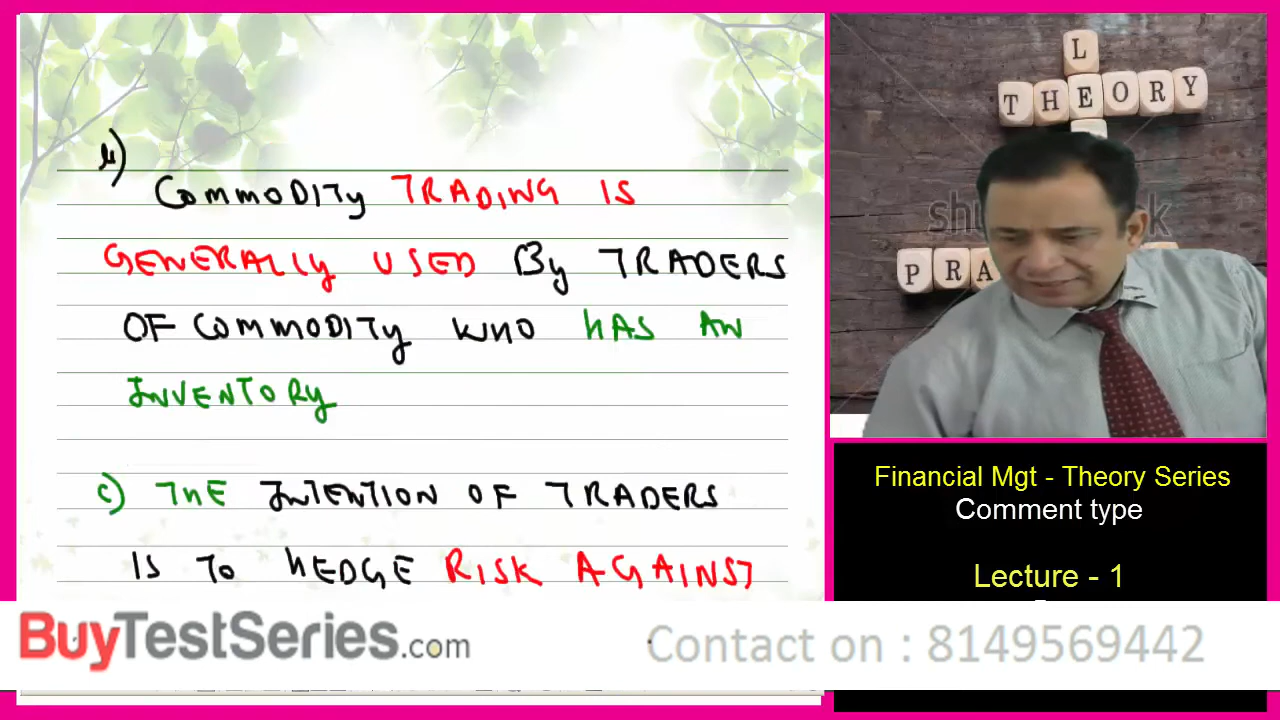 b)
COMMODITY TRADING IS
GENERALLY USED BY TRADERS
OF COMMODITY WHO HAS AN
INVENTORY
C) THE INTENTION OF TRADERS
IS TO HEDGE RISK AGAINST
L
THEORY
PRA
Financial Mgt - Theory Series
Comment type
Lecture - 1
BuyTestSeries.com
Contact on : 8149569442